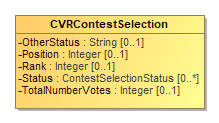 CVRContestSelection
-OtherStatus : String [0..1]
-Position : Integer [0..1]
-Rank : Integer [0..1]
-Status : ContestSelectionStatus [0..*]
-TotalNumberVotes : Integer [0..1]